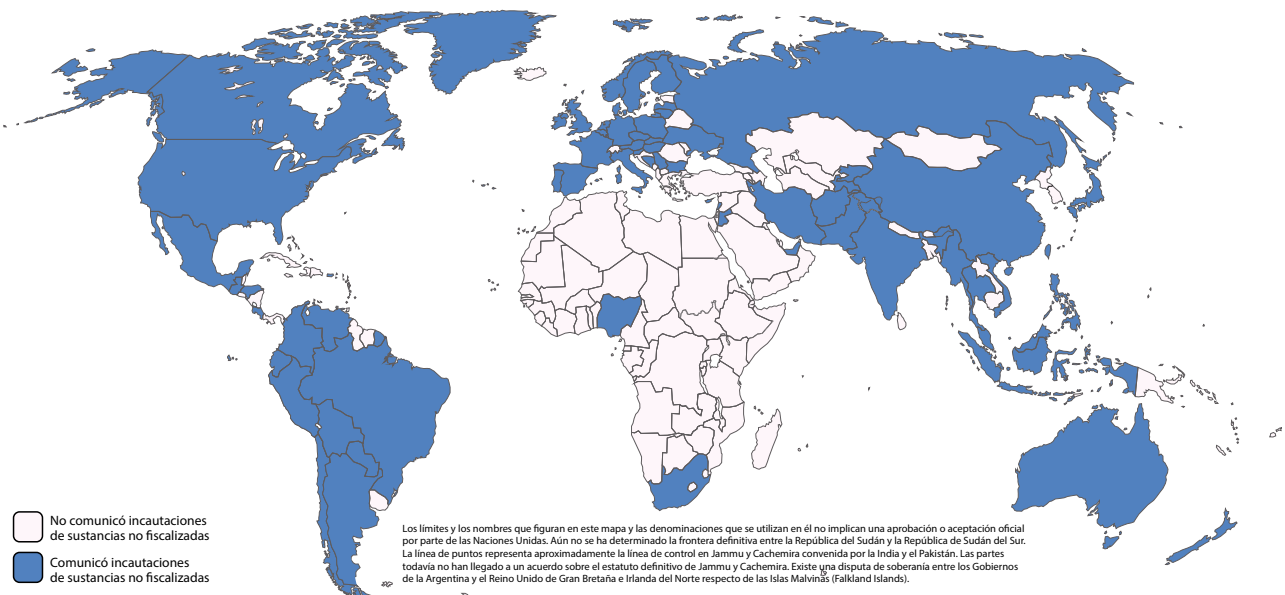 No comunicó incautaciones
de sustancias no fiscalizadas
Comunicó incautaciones
de sustancias no fiscalizadas
Los límites y los nombres que figuran en este mapa y las denominaciones que se utilizan en él no implican una aprobación o aceptación oficial
por parte de las Naciones Unidas. Aún no se ha determinado la frontera definitiva entre la República del Sudán y la República de Sudán del Sur.
La línea de puntos representa aproximadamente la línea de control en Jammu y Cachemira convenida por la India y el Pakistán. Las partes
todavía no han llegado a un acuerdo sobre el estatuto definitivo de Jammu y Cachemira. Existe una disputa de soberanía entre los Gobiernos
de la Argentina y el Reino Unido de Gran Bretaña e Irlanda del Norte respecto de las Islas Malvinas (Falkland Islands).